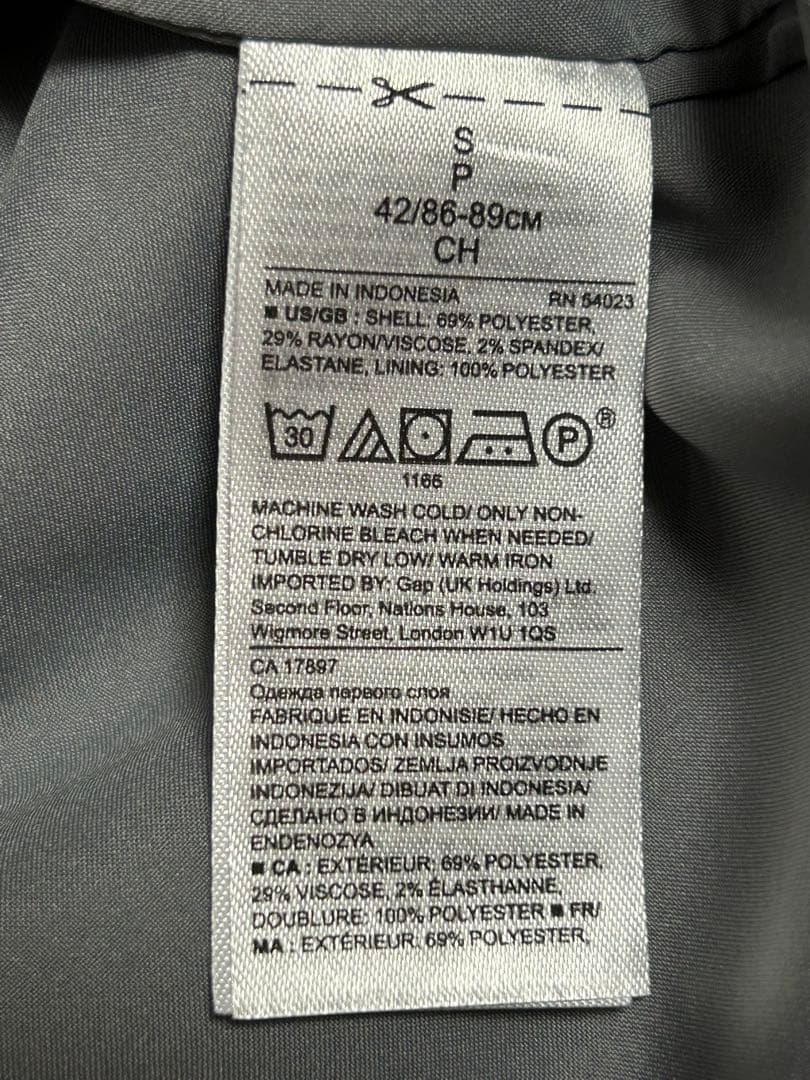 S
P
42/86-89CM
CH
MADE IN INDONESIA RN 54023
■ US/GB : SHELL: 69% POLYESTER,
29% RAYON/VISCOSE, 2% SPANDEX/
ELASTANE, LINING: 100% POLYESTER
30 P ®
1166
MACHINE WASH COLD/ ONLY NON-
CHLORINE BLEACH WHEN NEEDED/
TUMBLE DRY LOW/ WARM IRON
IMPORTED BY: Gap (UK Holdings) Ltd.
Second Floor, Nations House, 103
Wigmore Street, London W1U 1QS
CA 17897
Одежда первого слоя
FABRIQUE EN INDONISIE/ HECHO EN
INDONESIA CON INSUMOS
IMPORTADOS/ ZEMLJA PROIZVODNJE
INDONEZIJA/ DIBUAT DI INDONESIA/
СДЕЛАНО В ИНДОНЕЗИИ/ MADE IN
ENDENOZYA
■ CA : EXTÉRIEUR: 69% POLYESTER,
29% VISCOSE, 2% ÉLASTHANNE,
DOUBLURE: 100% POLYESTER ■ FR/
MA : EXTÉRIEUR: 69% POLYESTER,